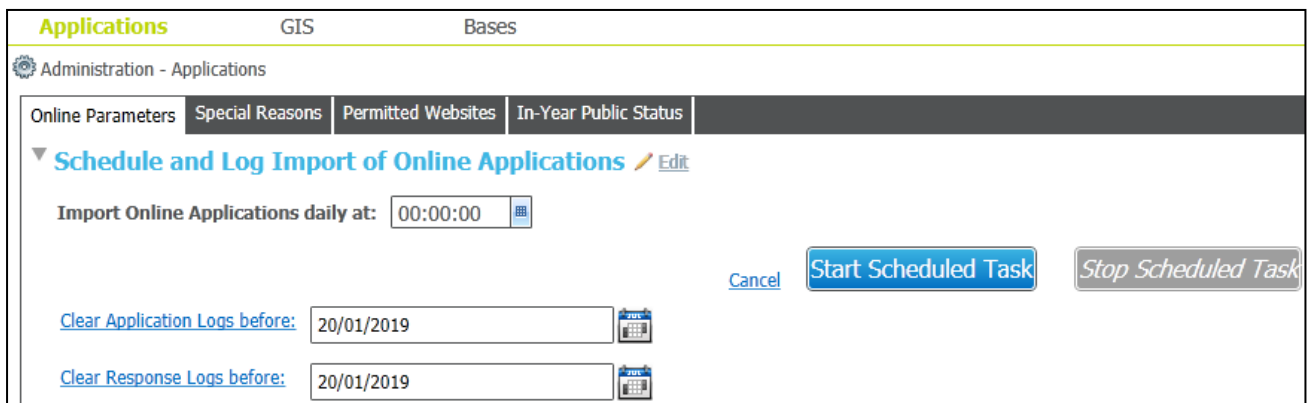 Applications GIS Bases
Administration - Applications
Online Parameters Special Reasons Permitted Websites In-Year Public Status
Schedule and Log Import of Online Applications Edit
Import Online Applications daily at: 00:00:00
Cancel Start Scheduled Task Stop Scheduled Task
Clear Application Logs before: 20/01/2019
Clear Response Logs before: 20/01/2019